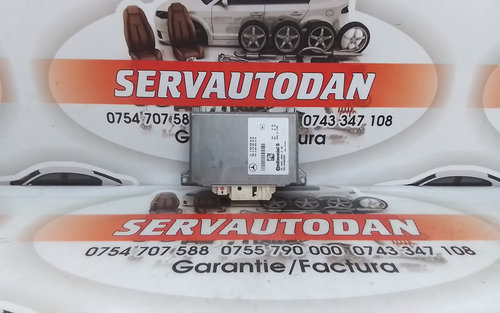 SERVAUTODAN
0754 707 58 0743 347 108
Garantie/Factura
Continental
SERVAUTODAN
0754 707 588 0755 790 000 0743 347 108
Garantie/Factura